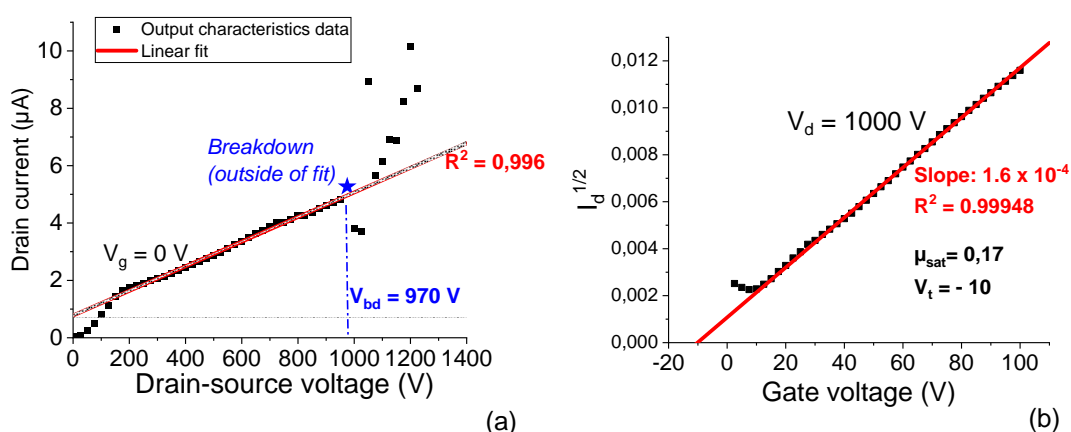 (a)
Output characteristics data
Linear fit
10
8
6
4
2
0
Drain current (µA)
Breakdown
(outside of fit)
R² = 0,996
V_g = 0 V
V_bd = 970 V
0 200 400 600 800 1000 1200 1400
Drain-source voltage (V)
(a)
b)
0,012
0,010
0,008
0,006
0,004
0,002
0,000
I_d^1/2
V_d = 1000 V
Slope: 1.6 x 10⁻⁴
R² = 0.99948
µ_sat= 0,17
V_t = - 10
-20 0 20 40 60 80 100
Gate voltage (V)
(b)